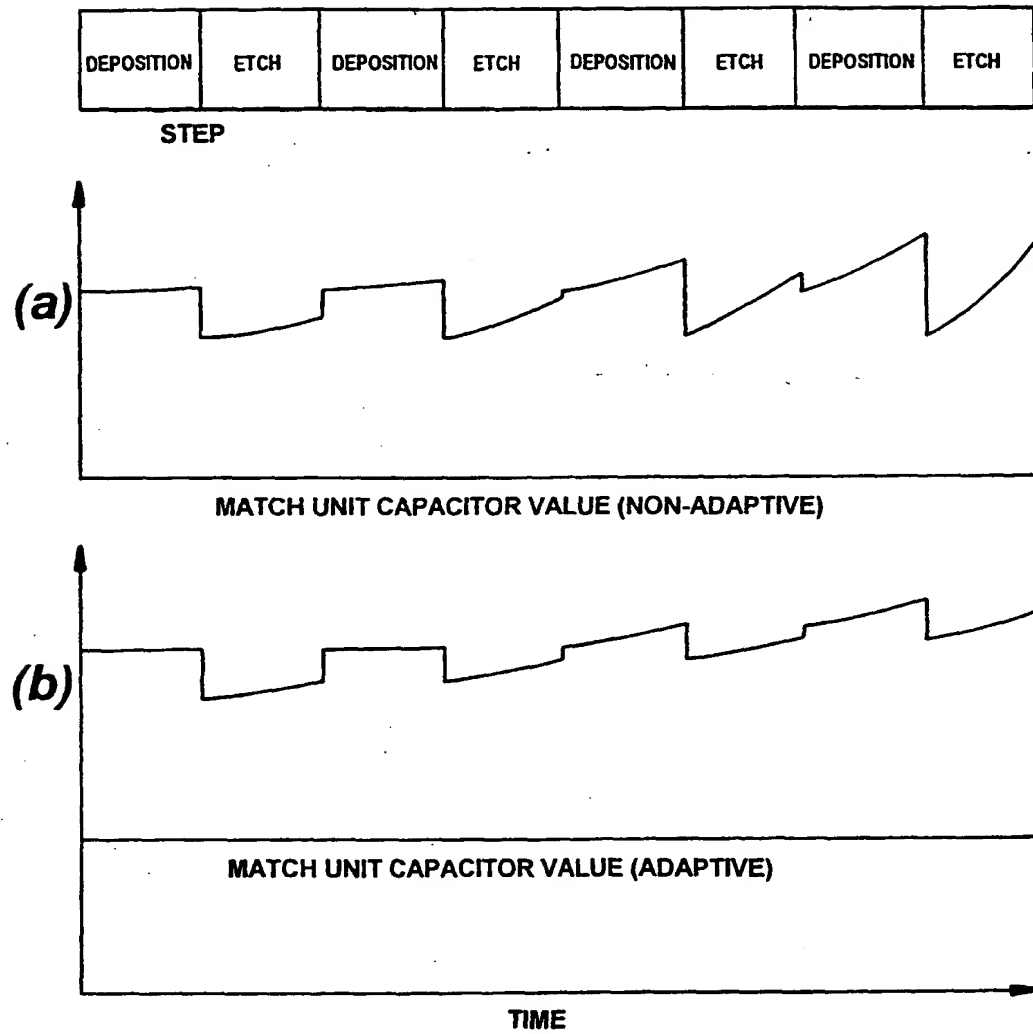 DEPOSITION ETCH DEPOSITION ETCH DEPOSITION ETCH DEPOSITION ETCH
STEP
(a)
MATCH UNIT CAPACITOR VALUE (NON-ADAPTIVE)
(b)
MATCH UNIT CAPACITOR VALUE (ADAPTIVE)
TIME